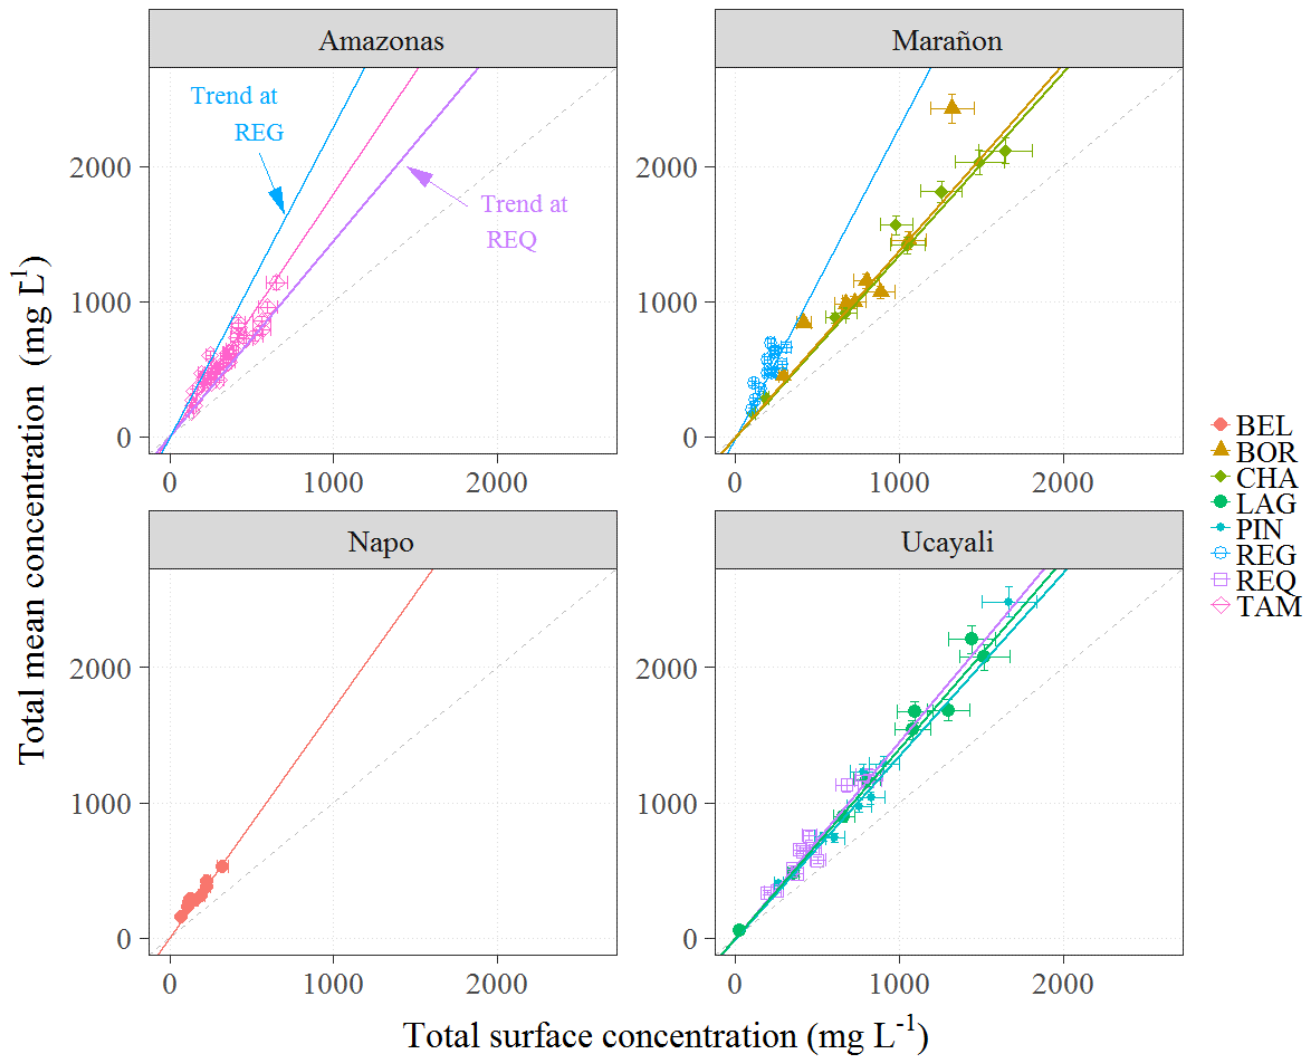 Amazonas
Marañon
Trend at
REG
Trend at
REQ
2000
1000
0
0
1000
2000
2000
1000
0
0
1000
2000
Napo
Ucayali
2000
1000
0
0
1000
2000
2000
1000
0
0
1000
2000
Total mean concentration (mg L¹)
Total surface concentration (mg L⁻¹)
BEL
BOR
CHA
LAG
PIN
REG
REQ
TAM